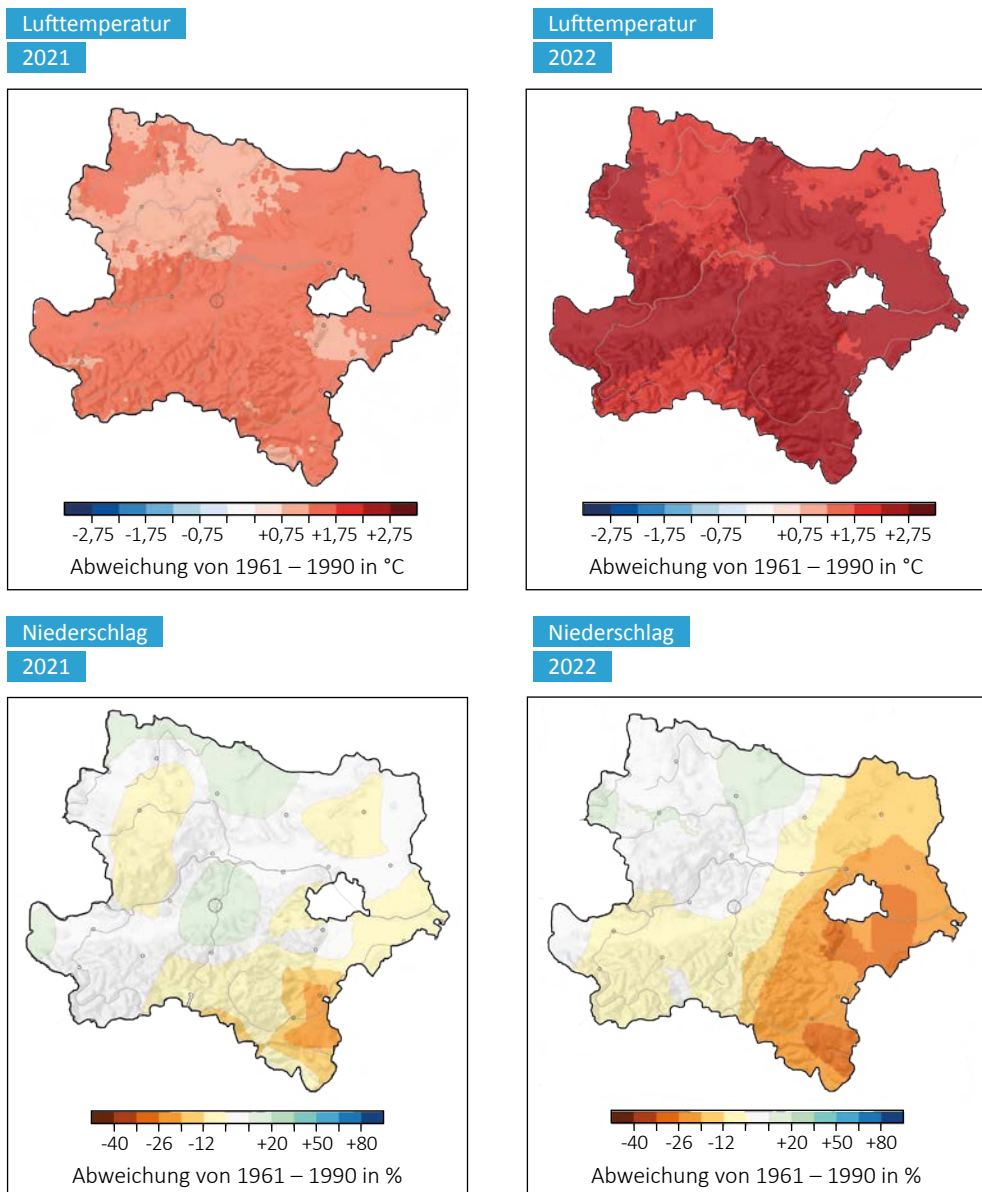 Lufttemperatur
2021
Lufttemperatur
2022
-2,75 -1,75 -0,75 +0,75 +1,75 +2,75
Abweichung von 1961 – 1990 in °C
-2,75 -1,75 -0,75 +0,75 +1,75 +2,75
Abweichung von 1961 – 1990 in °C
Niederschlag
2021
Niederschlag
2022
-40 -26 -12 +20 +50 +80
Abweichung von 1961 – 1990 in %
-40 -26 -12 +20 +50 +80
Abweichung von 1961 – 1990 in %